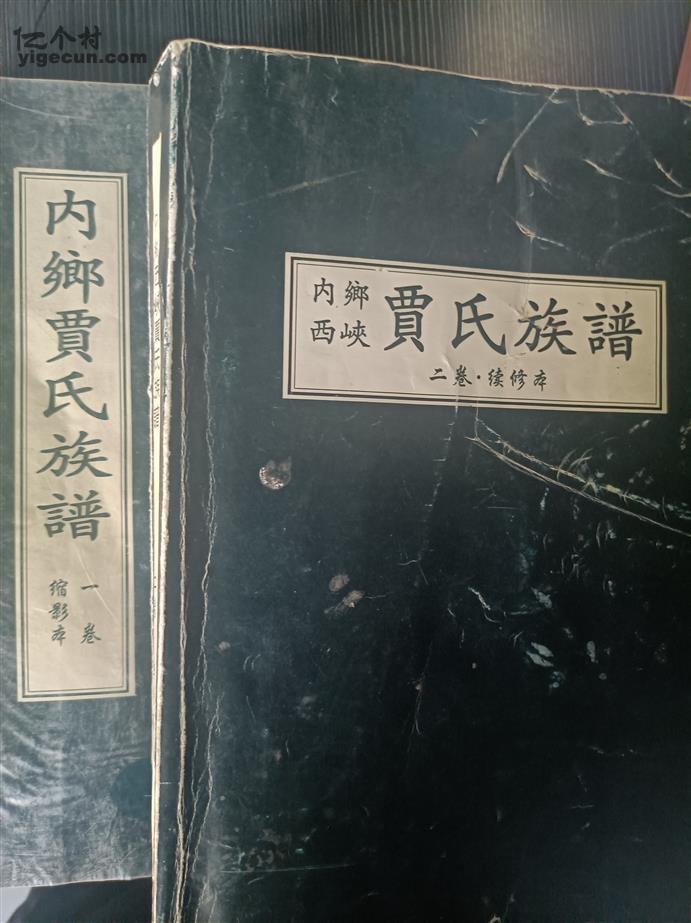 亿个村
yigecun.com
内鄉賈氏族譜
一卷
缩影本
内鄉
西峽
賈氏族譜
二卷·续修本